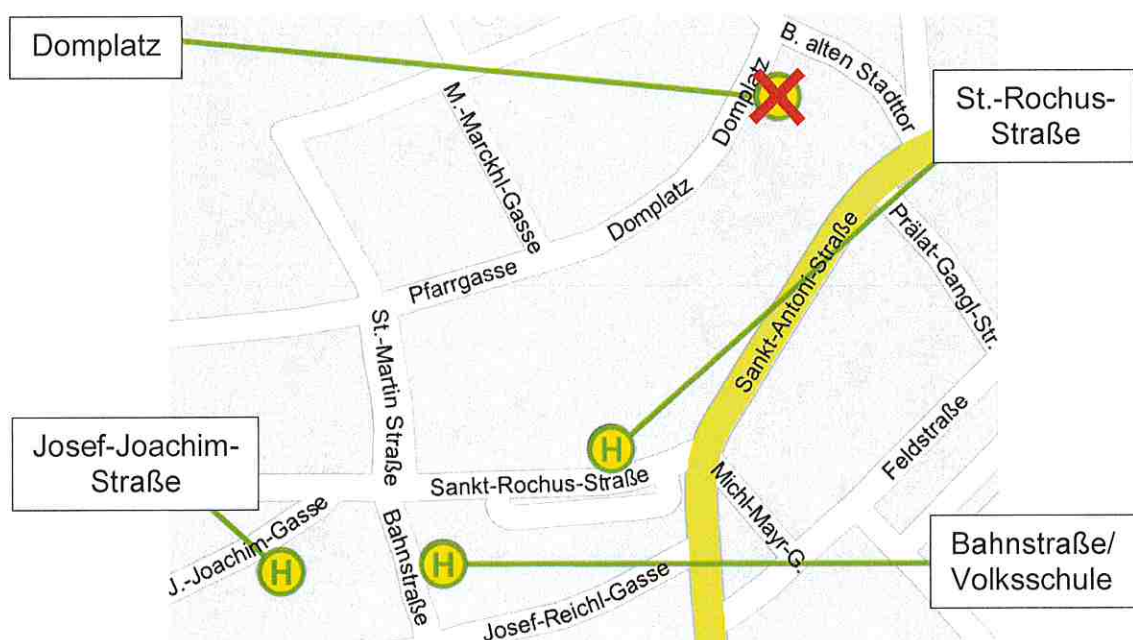 Domplatz
B. alten Stadttor
Domplatz
St.-Rochus-
Straße
M.-Marckhl-Gasse
Domplatz
Prälat-Gangl-Str.
Pfarrgasse
Sankt-Antoni-Straße
St.-Martin Straße
Feldstraße
Josef-Joachim-
Straße
H
Sankt-Rochus-Straße
Michl-Mayr-G.
J.-Joachim-Gasse
H
Bahnstraße
H
Bahnstraße/
Volksschule
Josef-Reichl-Gasse